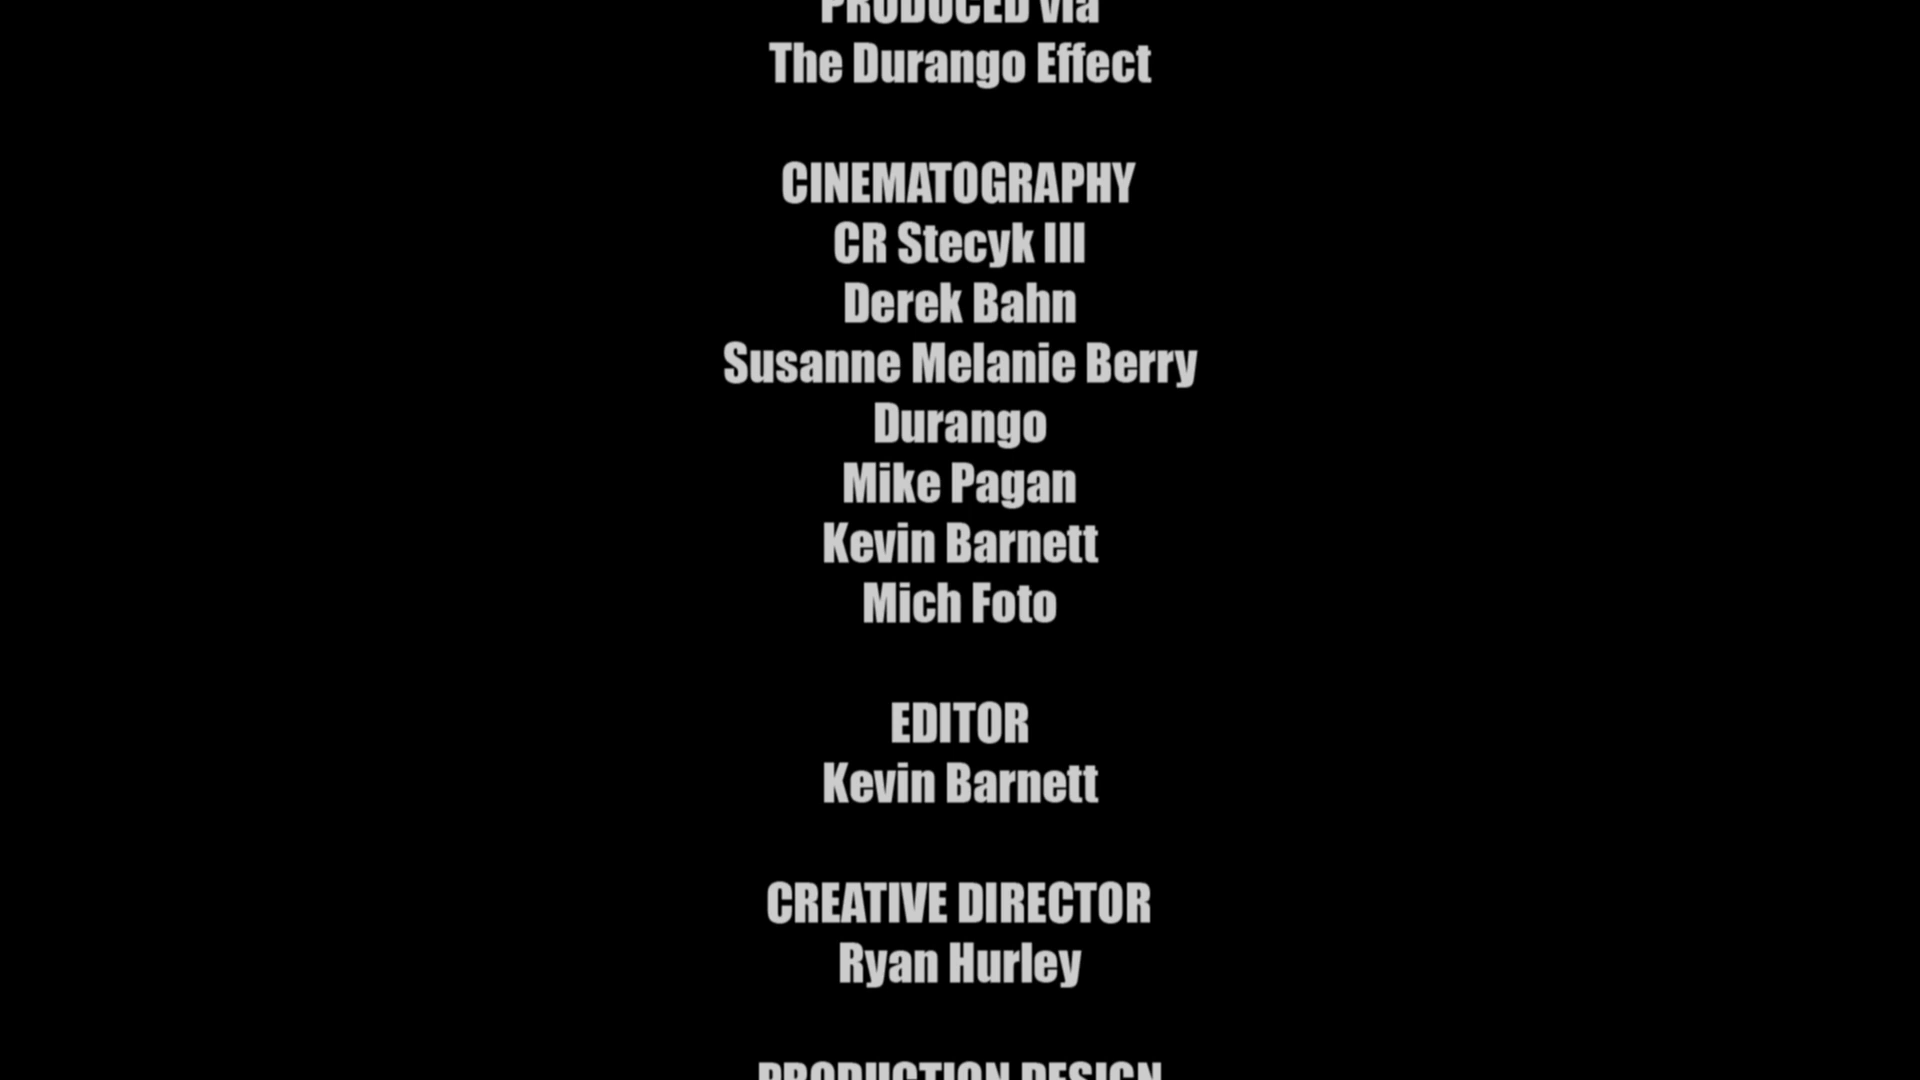 PRODUCED via
The Durango Effect
CINEMATOGRAPHY
CR Stecyk III
Derek Bahn
Susanne Melanie Berry
Durango
Mike Pagan
Kevin Barnett
Mich Foto
EDITOR
Kevin Barnett
CREATIVE DIRECTOR
Ryan Hurley
PRODUCTION DESIGN